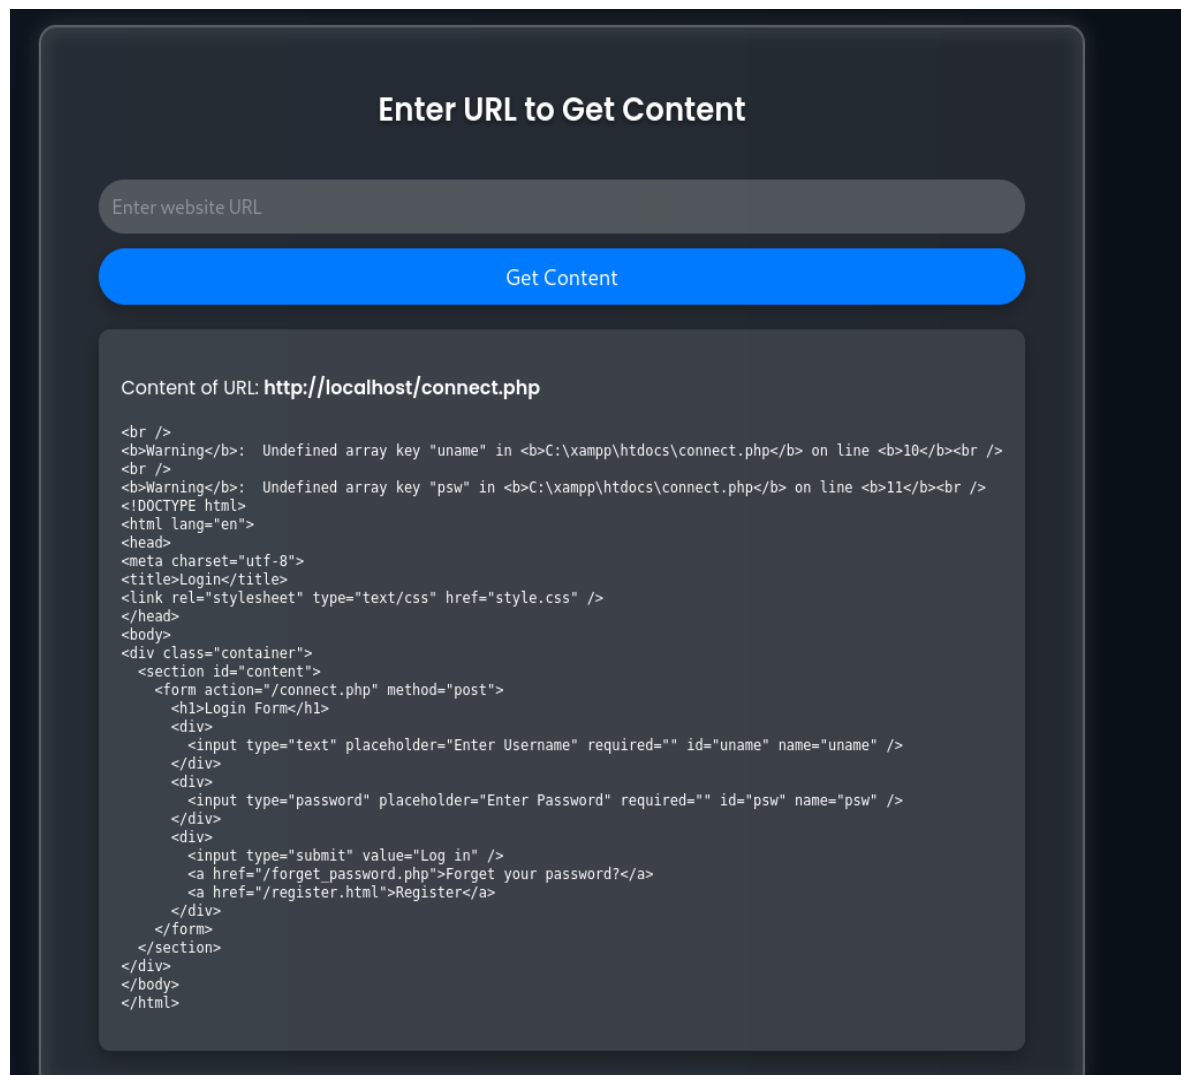 Enter URL to Get Content
Enter website URL
Get Content
Content of URL: http://localhost/connect.php
<br />
<b>Warning</b>:  Undefined array key "uname" in <b>C:\xampp\htdocs\connect.php</b> on line <b>10</b><br />
<br />
<b>Warning</b>:  Undefined array key "psw" in <b>C:\xampp\htdocs\connect.php</b> on line <b>11</b><br />
<!DOCTYPE html>
<html lang="en">
<head>
<meta charset="utf-8">
<title>Login</title>
<link rel="stylesheet" type="text/css" href="style.css" />
</head>
<body>
<div class="container">
  <section id="content">
    <form action="/connect.php" method="post">
      <h1>Login Form</h1>
      <div>
        <input type="text" placeholder="Enter Username" required="" id="uname" name="uname" />
      </div>
      <div>
        <input type="password" placeholder="Enter Password" required="" id="psw" name="psw" />
      </div>
      <div>
        <input type="submit" value="Log in" />
        <a href="/forget_password.php">Forget your password?</a>
        <a href="/register.html">Register</a>
      </div>
    </form>
  </section>
</div>
</body>
</html>